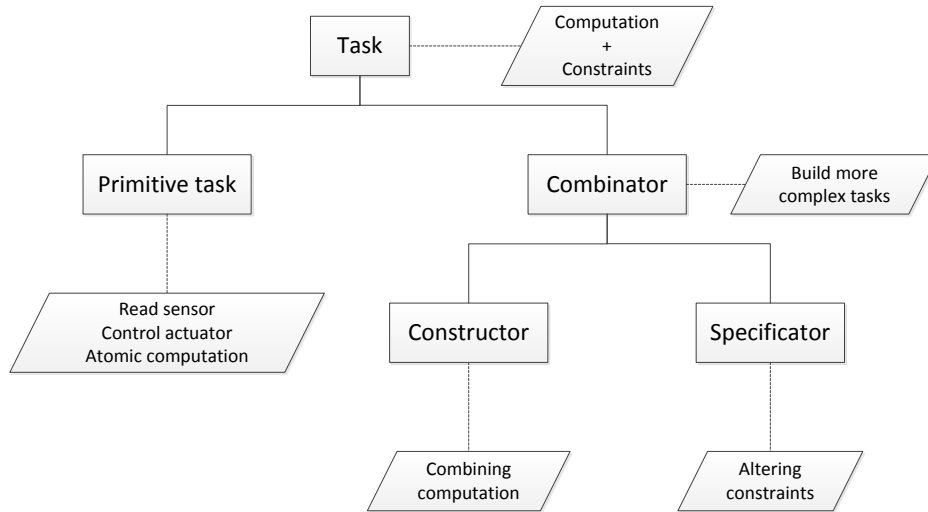 Task
Computation
+
Constraints
Primitive task
Combinator
Build more
complex tasks
Read sensor
Control actuator
Atomic computation
Constructor
Specificator
Combining
computation
Altering
constraints